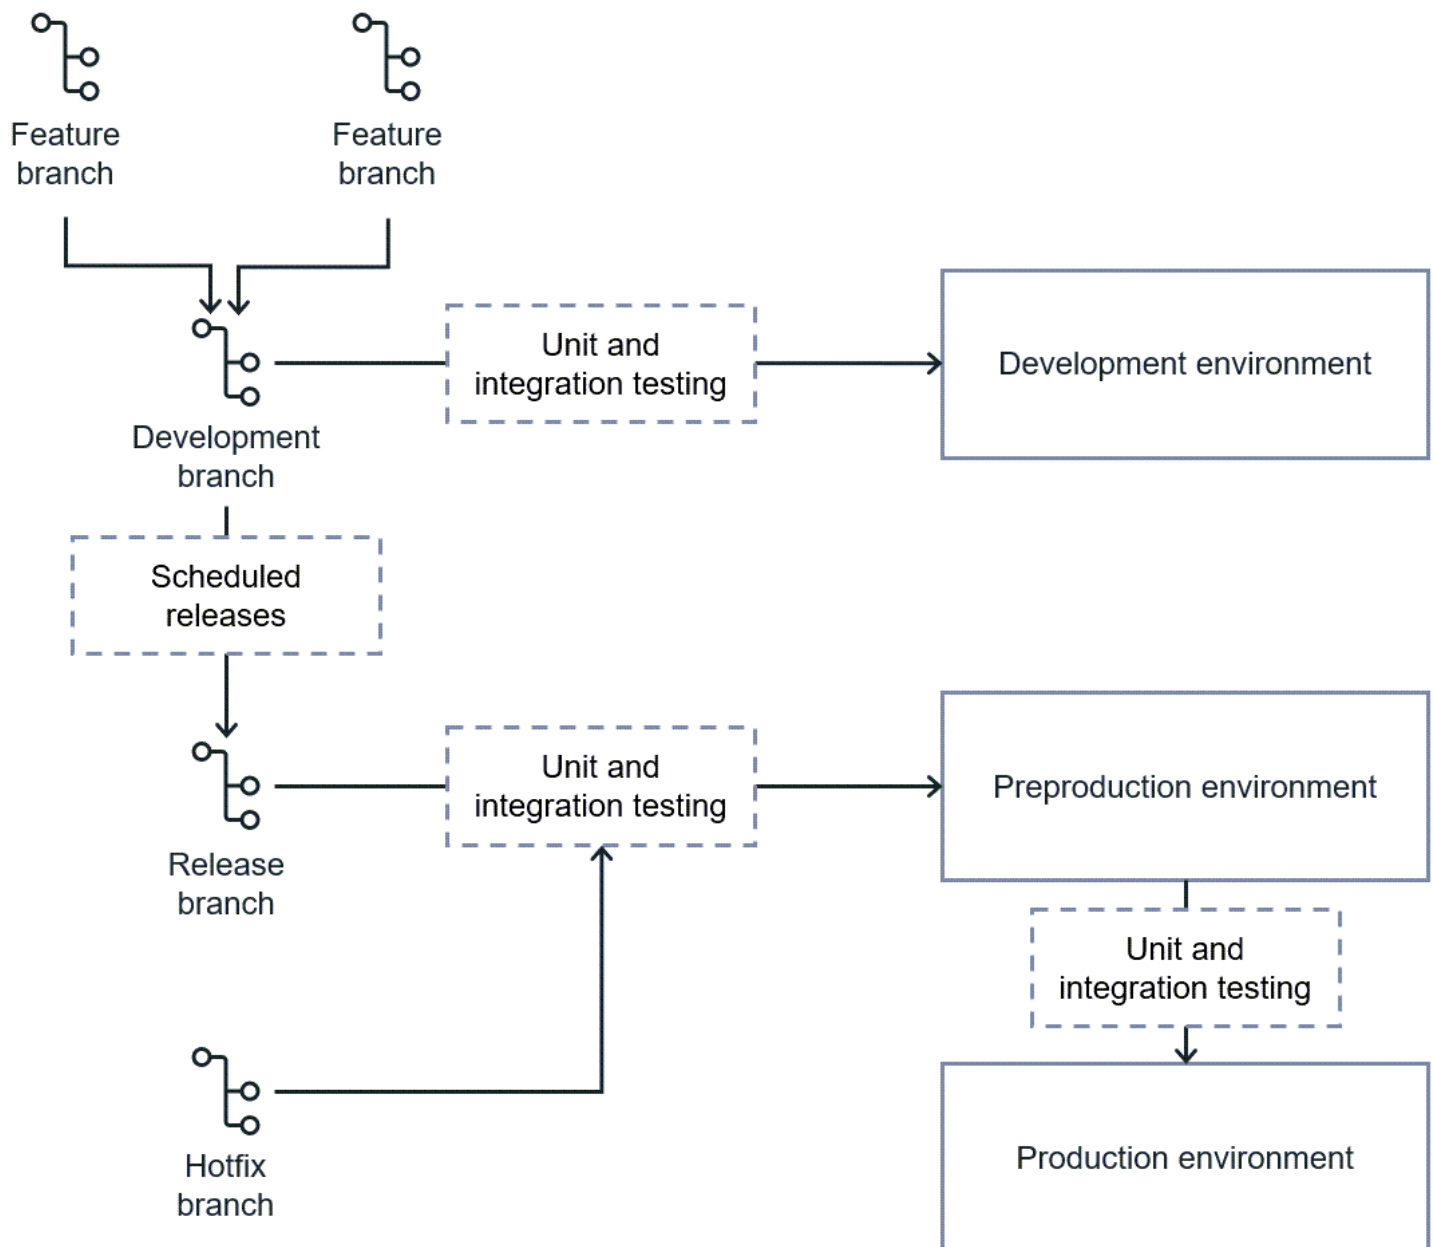 Feature
branch
Feature
branch
Unit and
integration testing
Development environment
Development
branch
Scheduled
releases
Unit and
integration testing
Preproduction environment
Release
branch
Unit and
integration testing
Hotfix
branch
Production environment